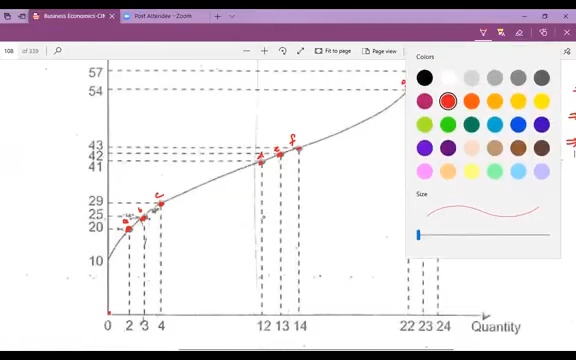 Business Economics-Cl
Post Attendee - Zoom
108 of 339
Fit to page
Page view
Colors
Size
57
54
43
42
41
29
25
20
10
a
b
c
d
e
f
0 2 3 4 12 13 14 22 23 24 Quantity